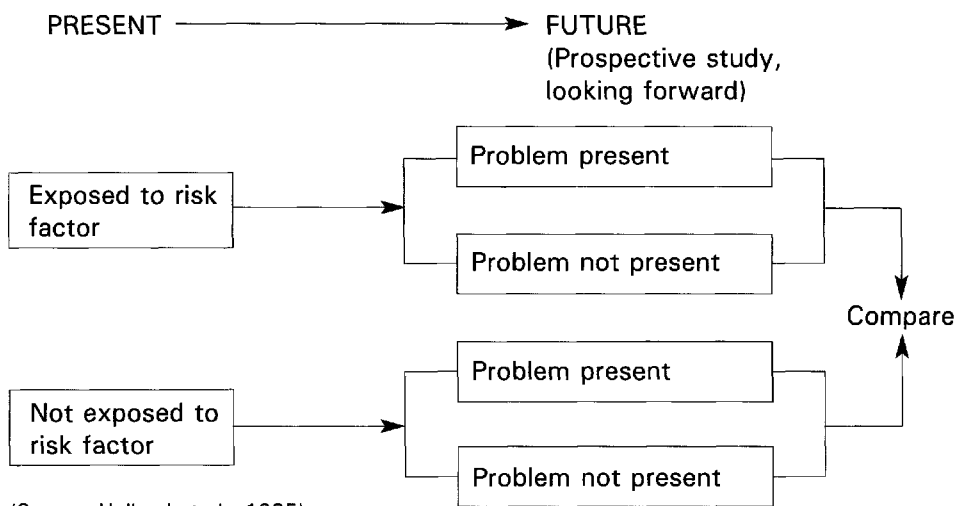 PRESENT
FUTURE
(Prospective study,
looking forward)
Problem present
Exposed to risk
factor
Problem not present
Compare
Problem present
Not exposed to
risk factor
Problem not present